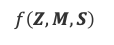 f(Z, M, S)